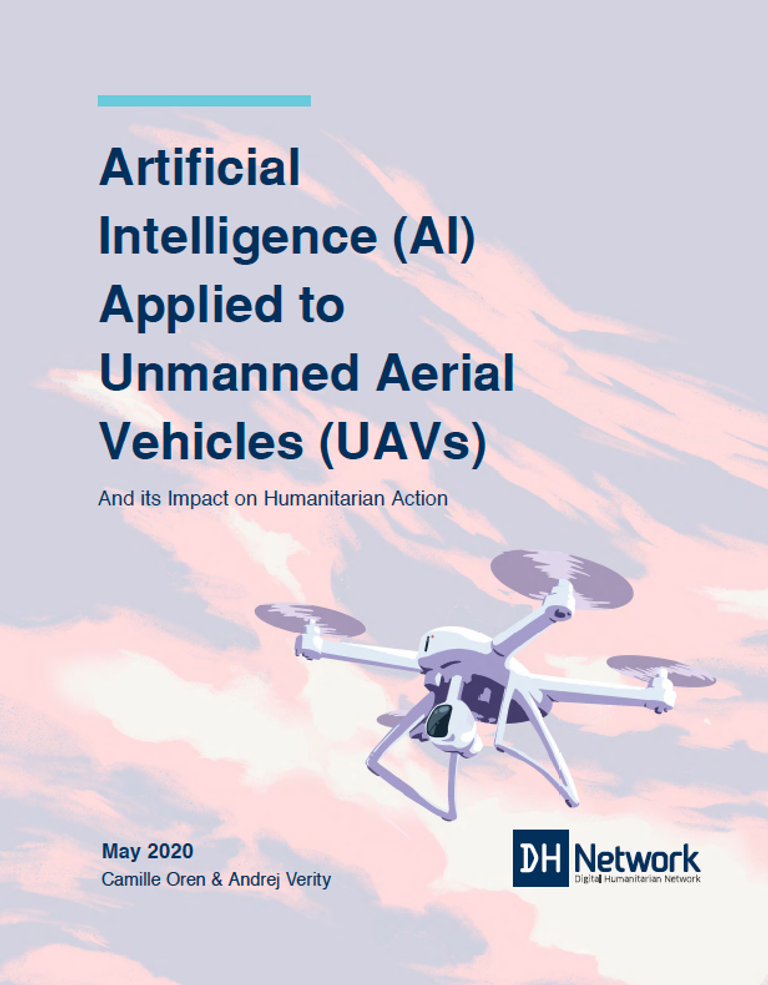 Artificial
Intelligence (AI)
Applied to
Unmanned Aerial
Vehicles (UAVs)
And its Impact on Humanitarian Action
May 2020
Camille Oren & Andrej Verity
DH Network
Digital Humanitarian Network